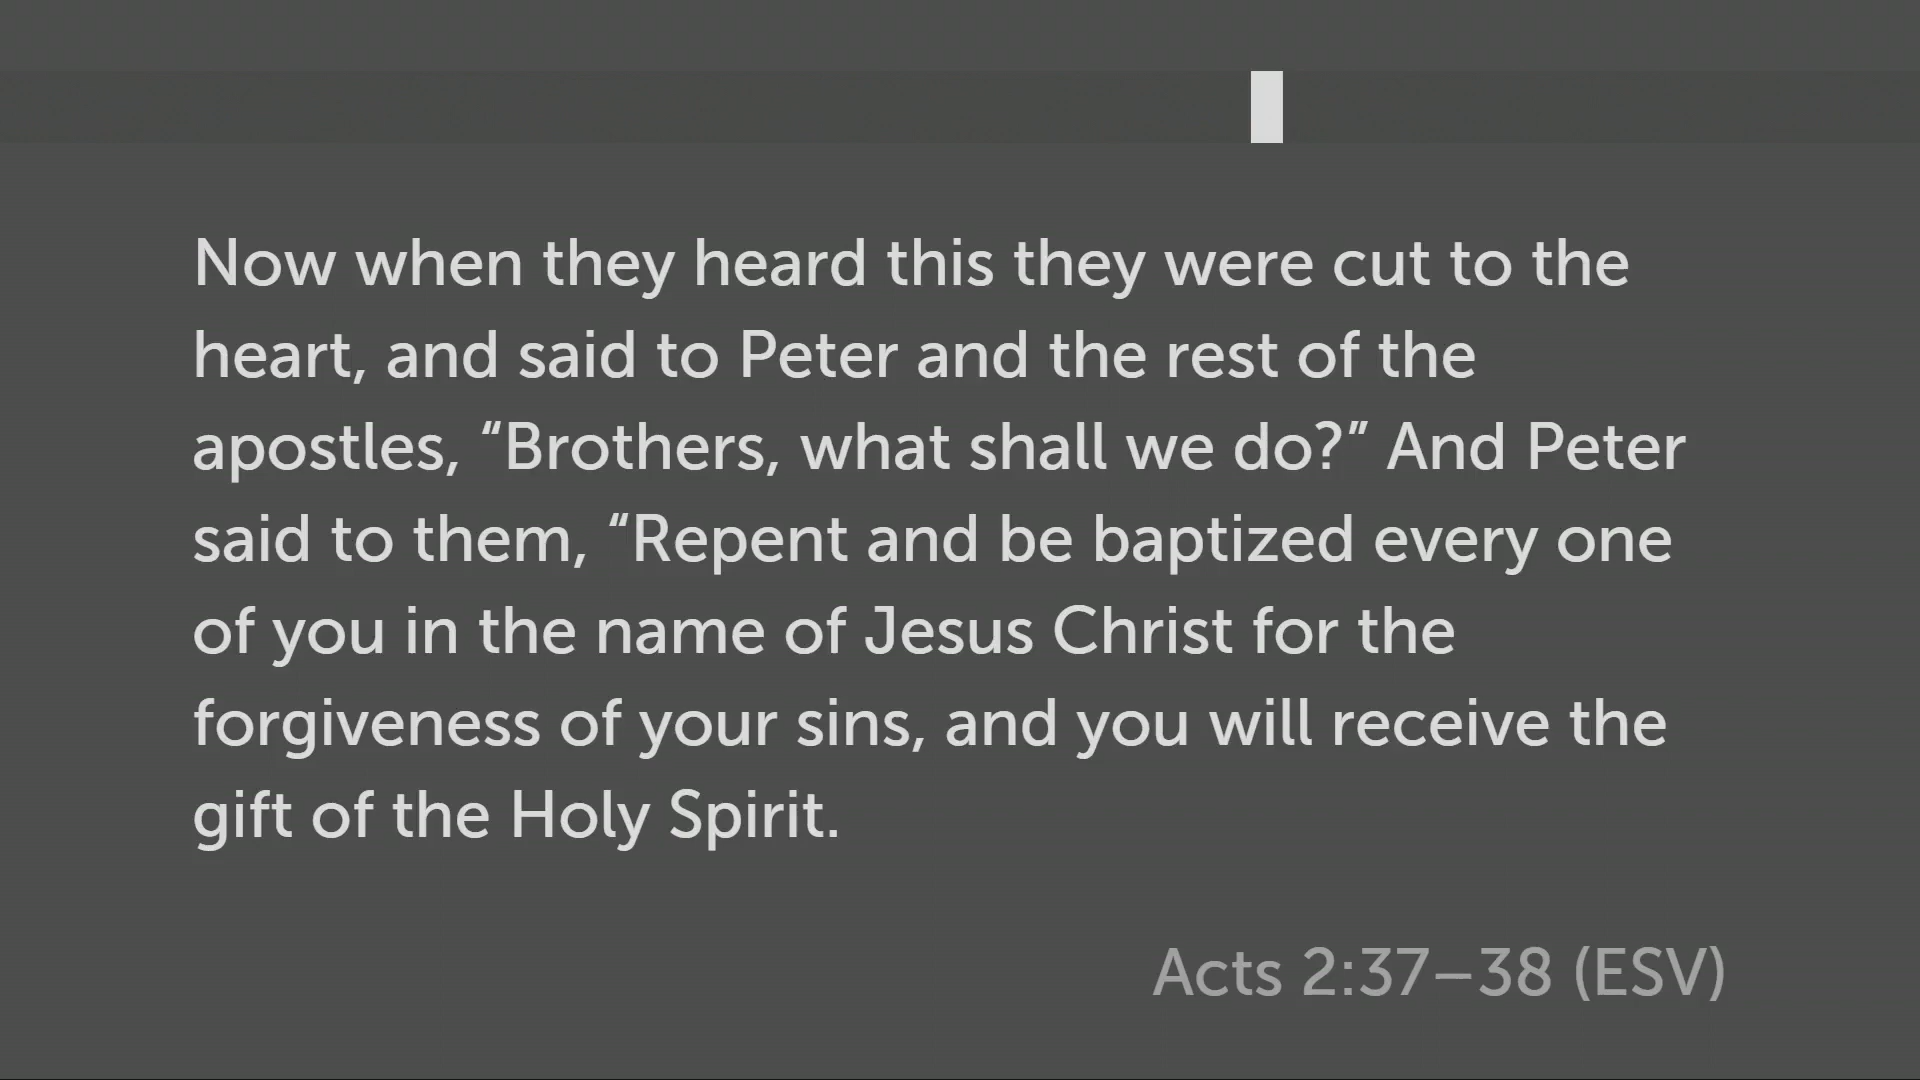 Now when they heard this they were cut to the
heart, and said to Peter and the rest of the
apostles, “Brothers, what shall we do?” And Peter
said to them, “Repent and be baptized every one
of you in the name of Jesus Christ for the
forgiveness of your sins, and you will receive the
gift of the Holy Spirit.
Acts 2:37–38 (ESV)